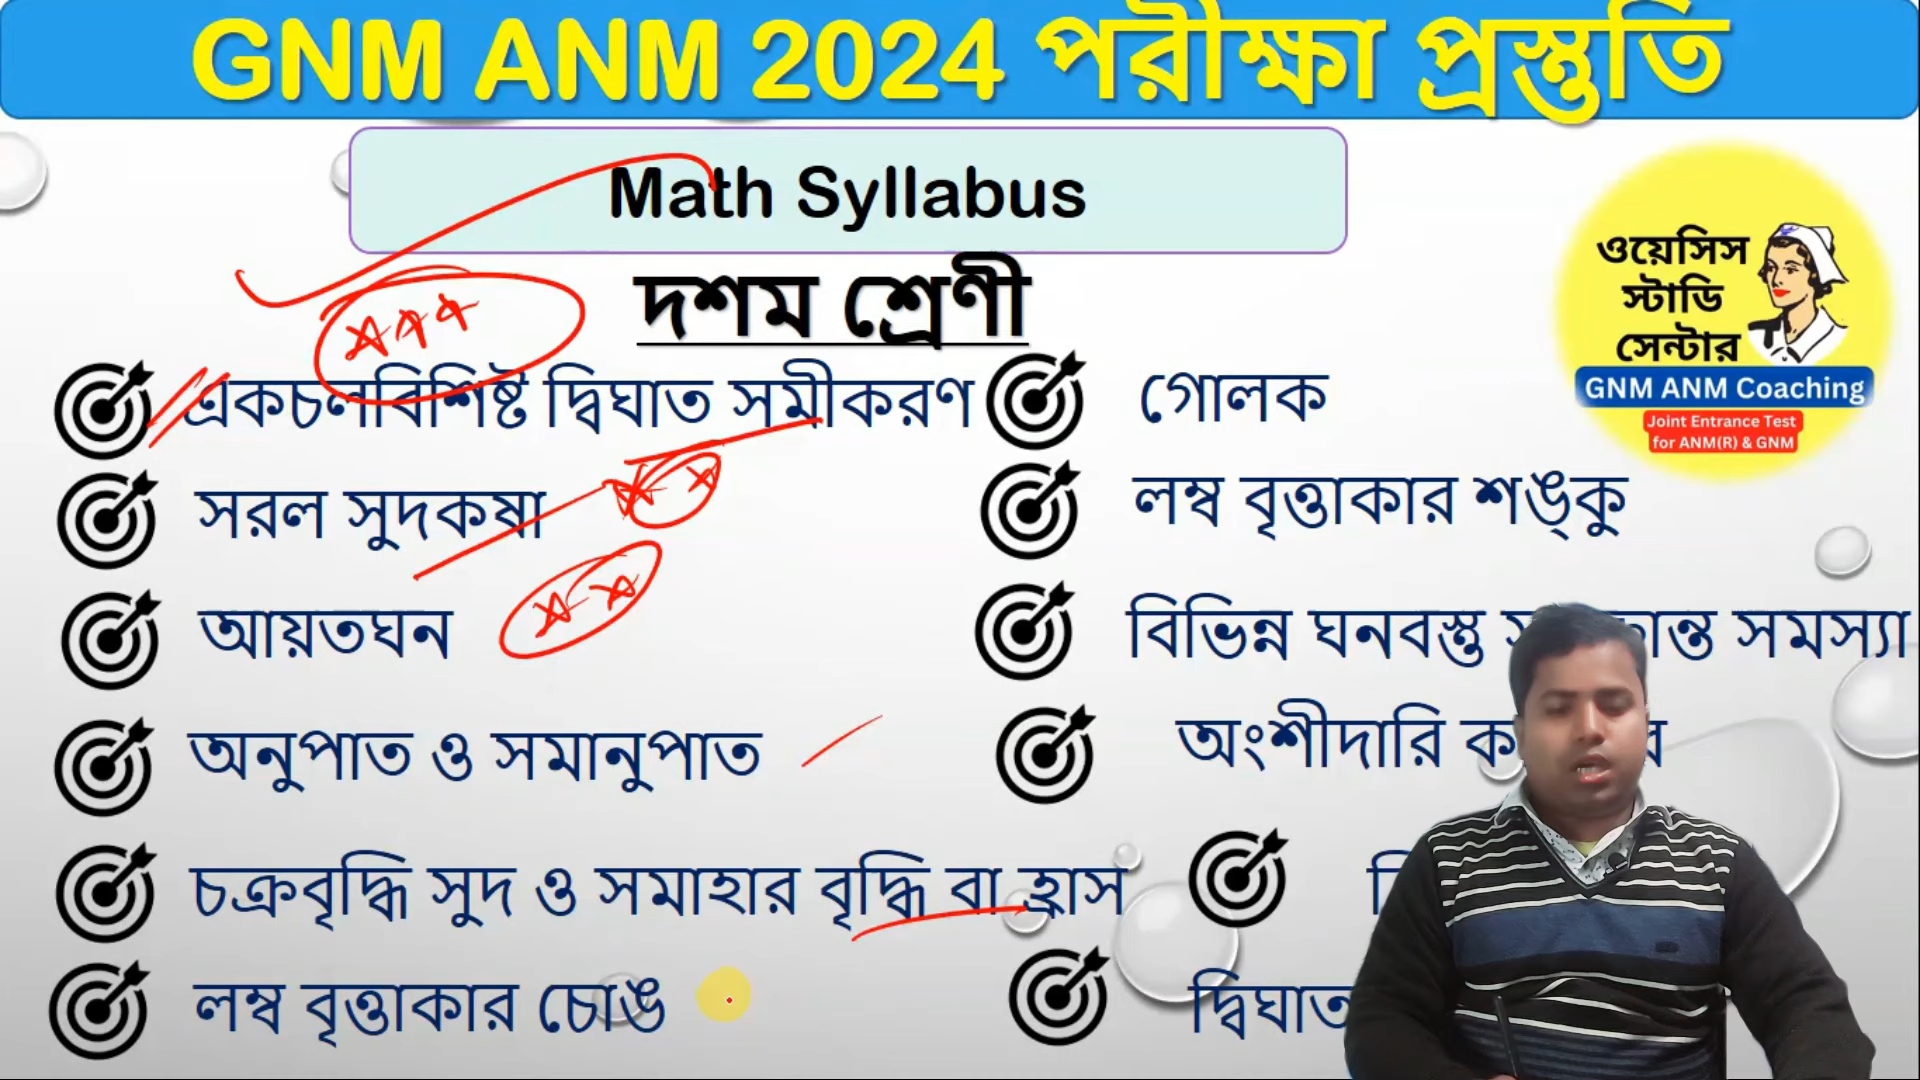 GNM ANM 2024 পরীক্ষা প্রস্তুতি
Math Syllabus
দশম শ্রেণী
একচলবিশিষ্ট দ্বিঘাত সমীকরণ
সরল সুদকষা
আয়তঘন
অনুপাত ও সমানুপাত
চক্রবৃদ্ধি সুদ ও সমাহার বৃদ্ধি বা হ্রাস
লম্ব বৃত্তাকার চোঙ
গোলক
লম্ব বৃত্তাকার শঙ্কু
বিভিন্ন ঘনবস্তু সমস্যা
অংশীদারি
দ্বিঘাত
ওয়েসিস
স্টাডি
সেন্টার
GNM ANM Coaching
Joint Entrance Test
for ANM(R) & GNM